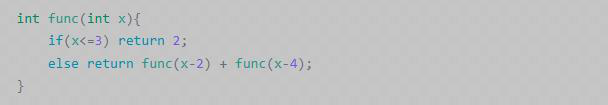 int func(int x){
    if(x<=3) return 2;
    else return func(x-2) + func(x-4);
}